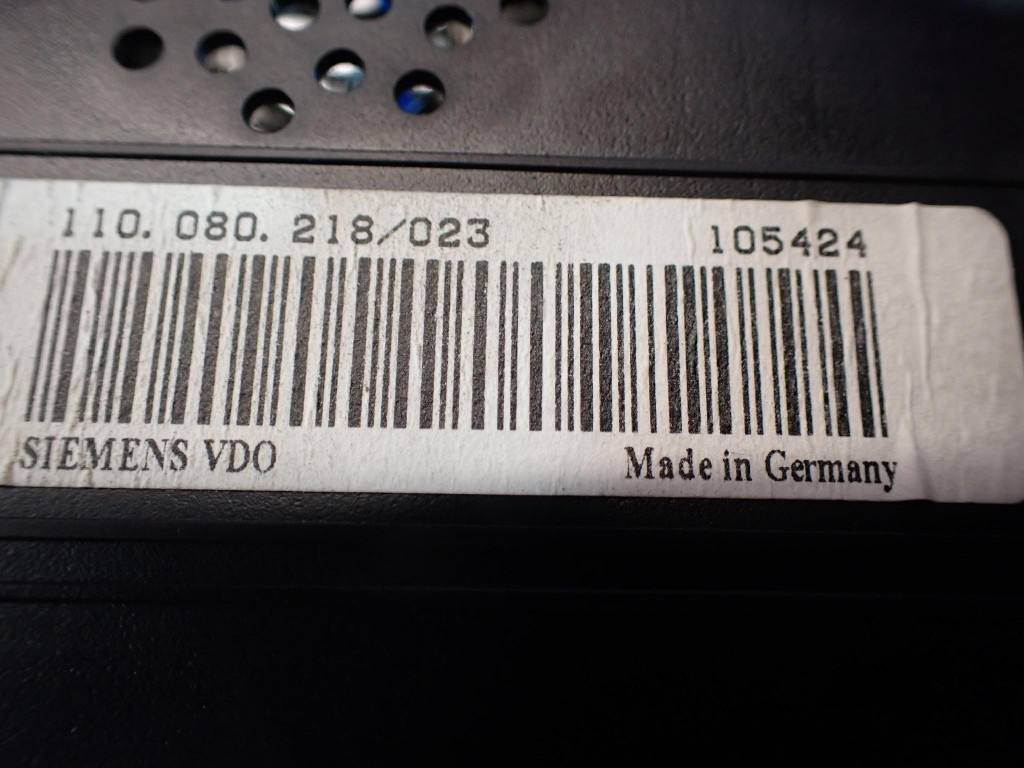 110. 080. 218/023 105424
SIEMENS VDO Made in Germany